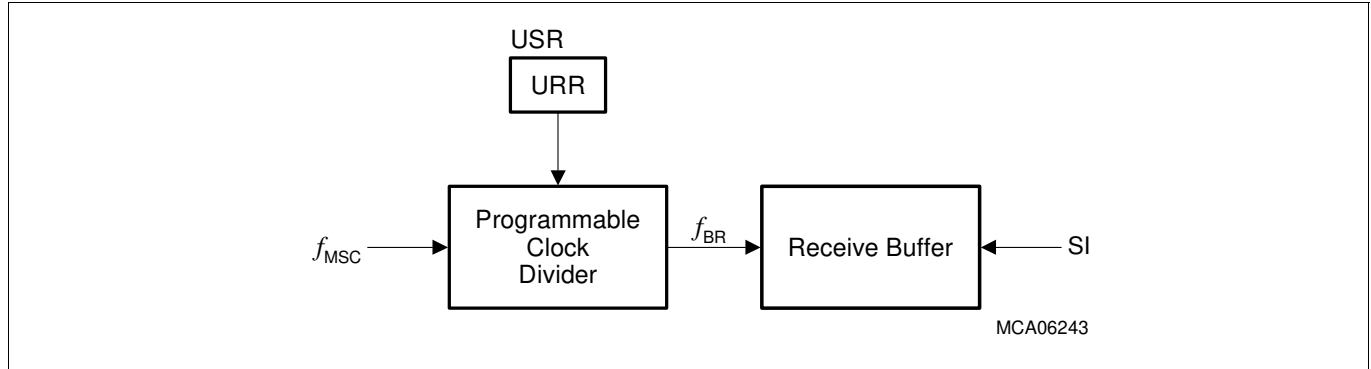 USR
URR
Programmable
Clock
Divider
fMSC
fBR
Receive Buffer
SI
MCA06243